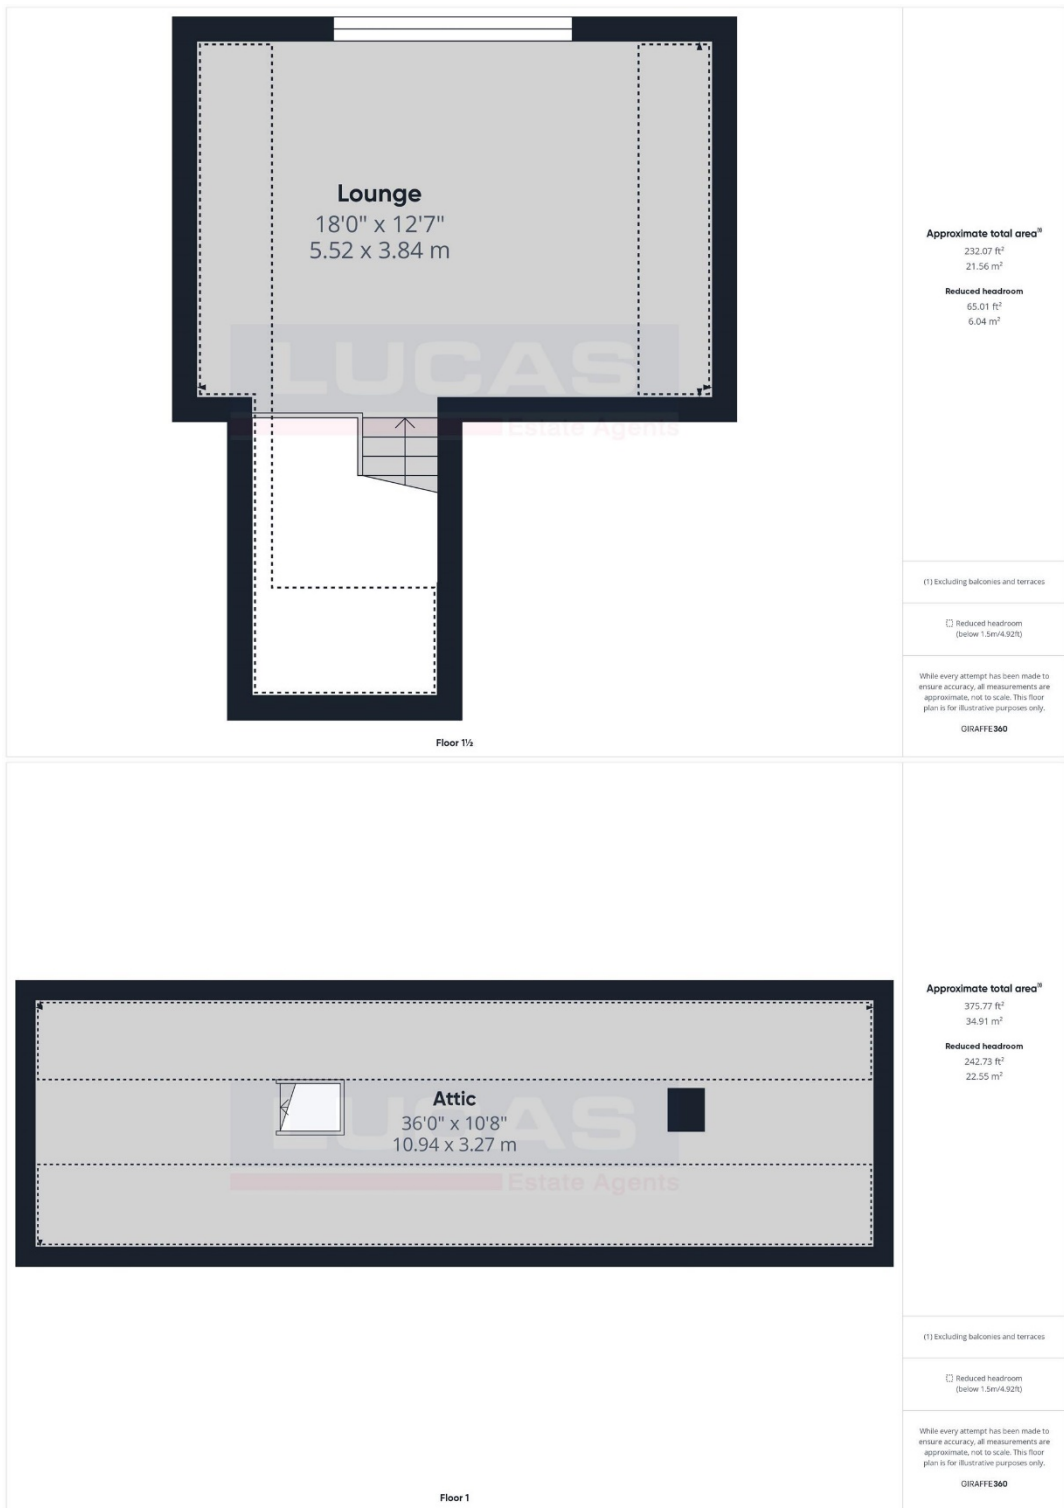 Lounge
18'0" x 12'7"
5.52 x 3.84 m
LUCAS
Estate Agents
Floor 1½
Approximate total area⁽¹⁾
232.07 ft²
21.56 m²
Reduced headroom
65.01 ft²
6.04 m²
(1) Excluding balconies and terraces
Reduced headroom
(below 1.5m/4.92ft)
While every attempt has been made to
ensure accuracy, all measurements are
approximate, not to scale. This floor
plan is for illustrative purposes only.
GIRAFFE360
Attic
36'0" x 10'8"
10.94 x 3.27 m
LUCAS
Estate Agents
Floor 1
Approximate total area⁽¹⁾
375.77 ft²
34.91 m²
Reduced headroom
242.73 ft²
22.55 m²
(1) Excluding balconies and terraces
Reduced headroom
(below 1.5m/4.92ft)
While every attempt has been made to
ensure accuracy, all measurements are
approximate, not to scale. This floor
plan is for illustrative purposes only.
GIRAFFE360